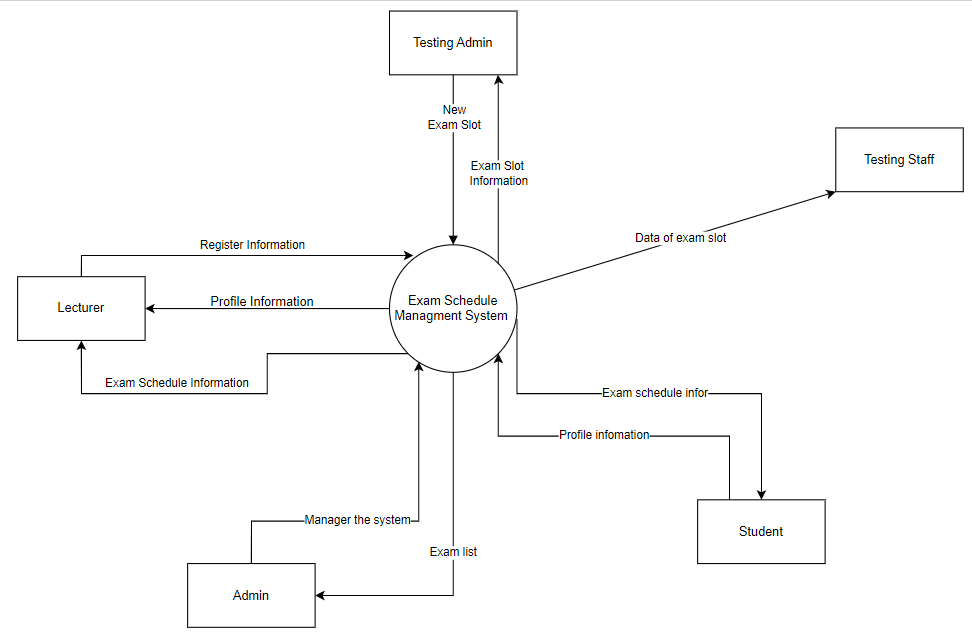 Testing Admin
New
Exam Slot
Exam Slot
Information
Testing Staff
Data of exam slot
Register Information
Lecturer
Profile Information
Exam Schedule
Managment System
Exam Schedule Information
Exam schedule infor
Profile infomation
Manager the system
Student
Exam list
Admin